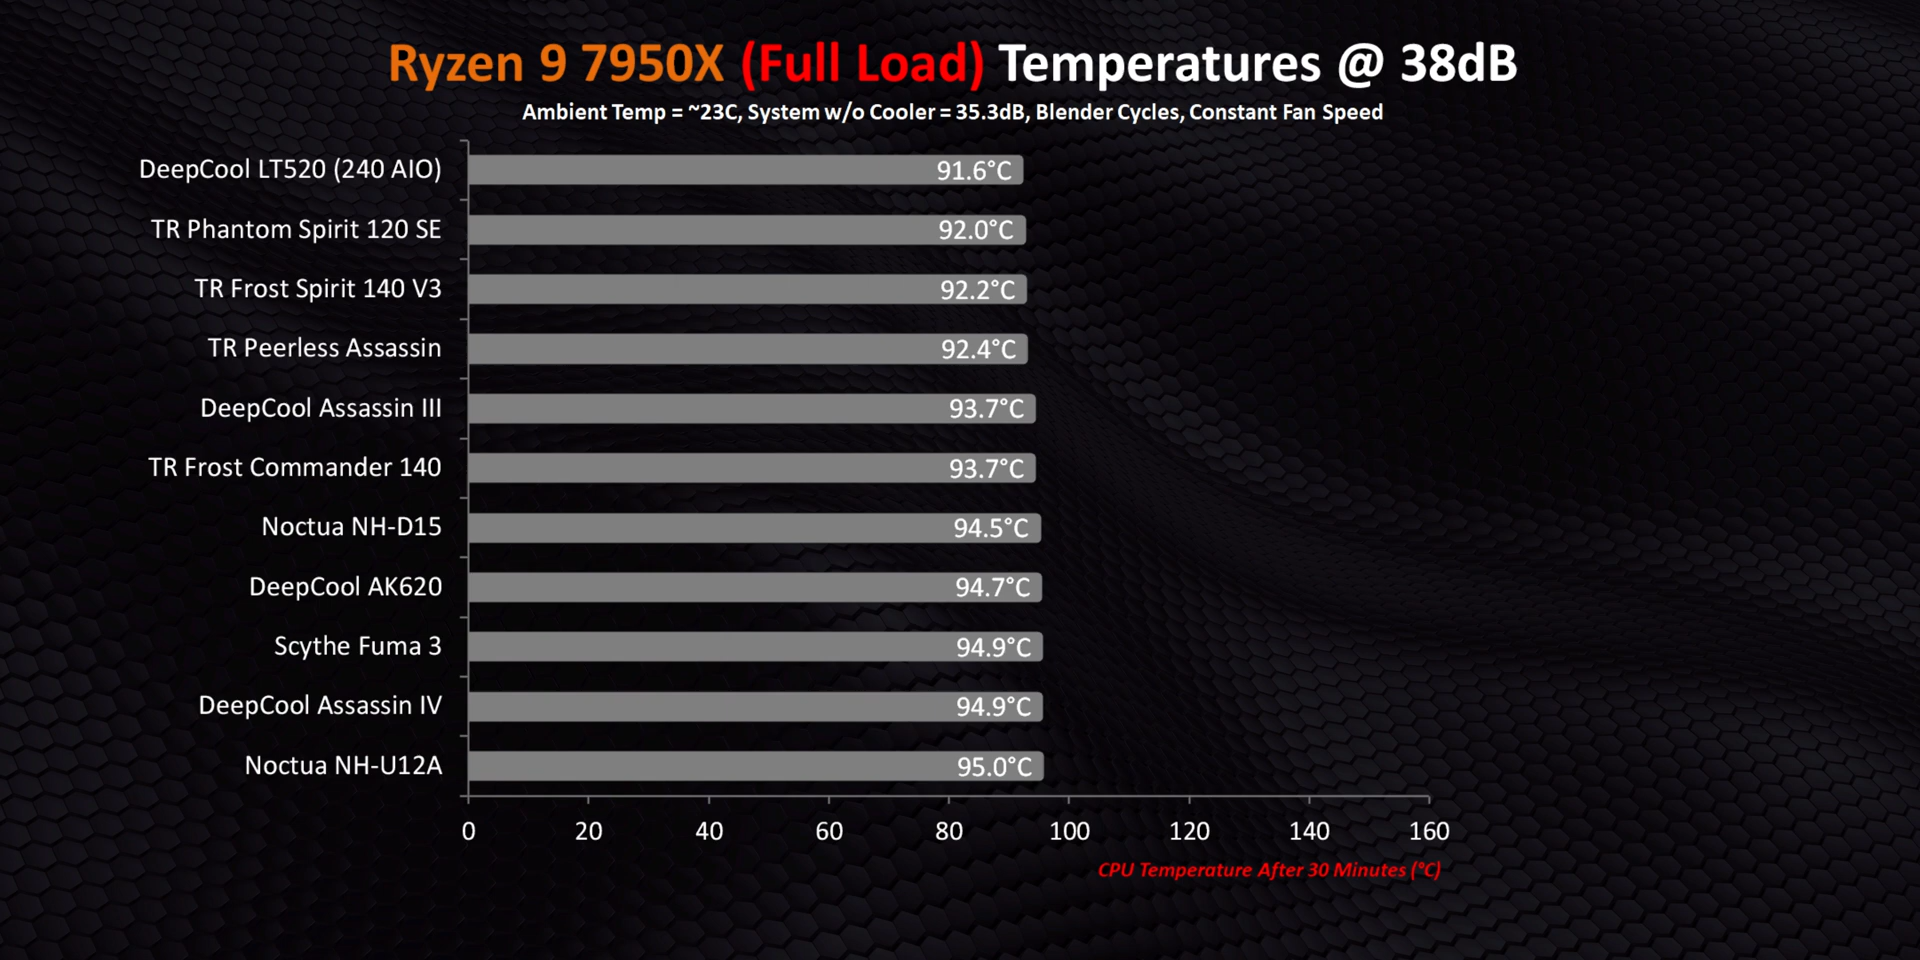 Ryzen 9 7950X (Full Load) Temperatures @ 38dB
Ambient Temp = ~23C, System w/o Cooler = 35.3dB, Blender Cycles, Constant Fan Speed
DeepCool LT520 (240 AIO) 91.6°C
TR Phantom Spirit 120 SE 92.0°C
TR Frost Spirit 140 V3 92.2°C
TR Peerless Assassin 92.4°C
DeepCool Assassin III 93.7°C
TR Frost Commander 140 93.7°C
Noctua NH-D15 94.5°C
DeepCool AK620 94.7°C
Scythe Fuma 3 94.9°C
DeepCool Assassin IV 94.9°C
Noctua NH-U12A 95.0°C
0 20 40 60 80 100 120 140 160
CPU Temperature After 30 Minutes (°C)